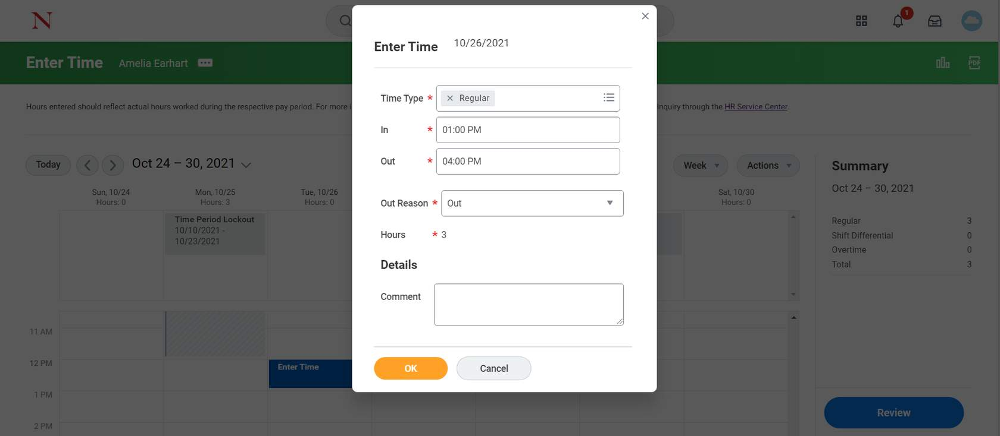 N
1
Enter Time Amelia Earhart
PDF
Hours entered should reflect actual hours worked during the respective pay period. For more i
inquiry through the HR Service Center.
Today
Oct 24 – 30, 2021
Week
Actions
Sun, 10/24
Hours: 0
Mon, 10/25
Hours: 3
Tue, 10/26
Hours: 0
Sat, 10/30
Hours: 0
Time Period Lockout
10/10/2021 -
10/23/2021
11 AM
12 PM
Enter Time
1 PM
2 PM
Summary
Oct 24 – 30, 2021
Regular 3
Shift Differential 0
Overtime 0
Total 3
Review
Enter Time 10/26/2021
Time Type * Regular
In * 01:00 PM
Out * 04:00 PM
Out Reason * Out
Hours * 3
Details
Comment
OK Cancel